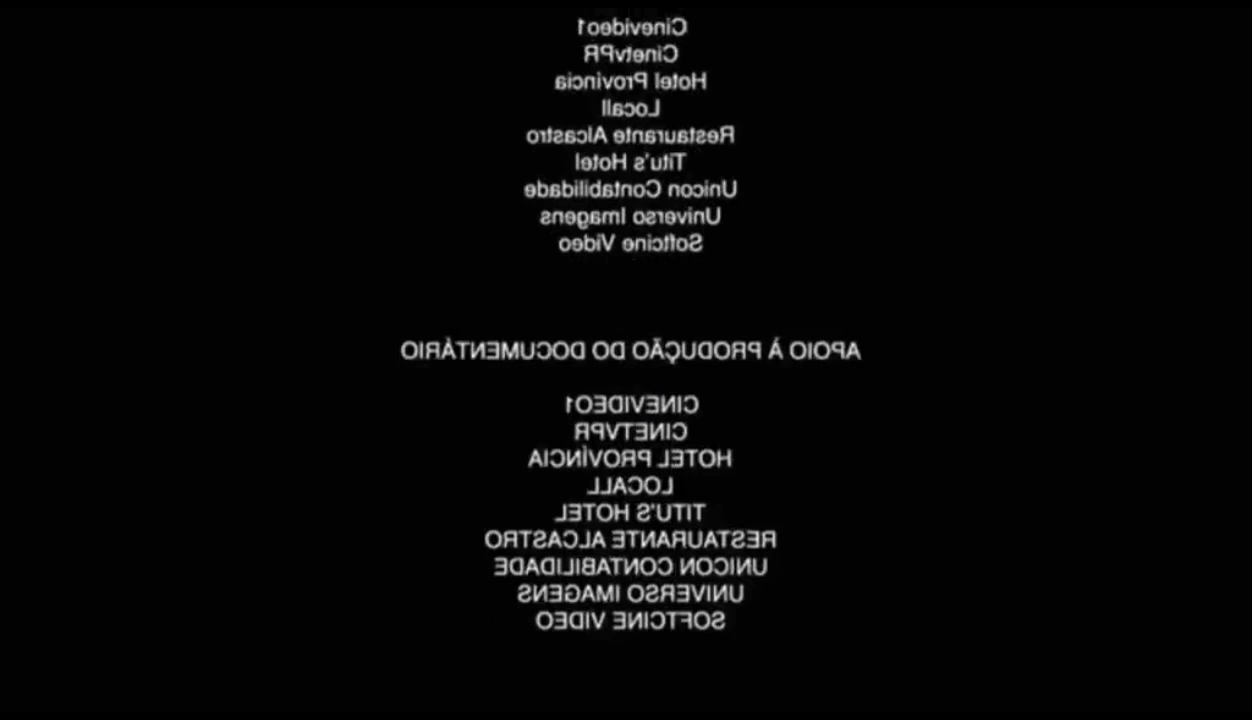 Cinevideo1
CinetvPR
Hotel Provincia
Locall
Restaurante Alcastro
Titu's Hotel
Unicon Contabilidade
Universo Imagens
Softcine Video
APOIO À PRODUÇÃO DO DOCUMENTÁRIO
CINEVIDEO1
CINETVPR
HOTEL PROVÍNCIA
LOCALL
TITU'S HOTEL
RESTAURANTE ALCASTRO
UNICON CONTABILIDADE
UNIVERSO IMAGENS
SOFTCINE VIDEO